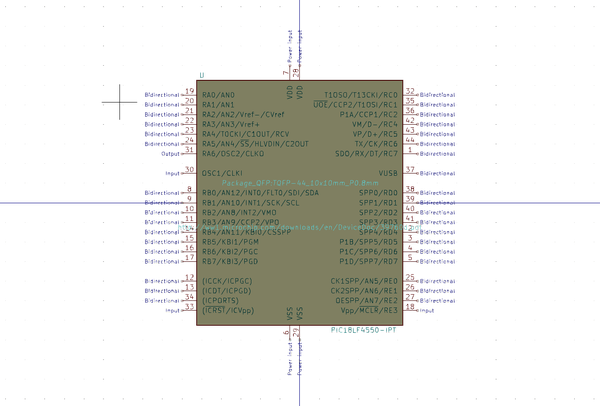 Power Input Power Input
7 28
U
VDD VDD
Bidirectional 19 RA0/AN0 T1OSO/T13CKI/RC0 32 Bidirectional
Bidirectional 20 RA1/AN1 UOE/CCP2/T1OSI/RC1 35 Bidirectional
Bidirectional 21 RA2/AN2/Vref-/CVref P1A/CCP1/RC2 36 Bidirectional
Bidirectional 22 RA3/AN3/Vref+ VM/D-/RC4 42 Bidirectional
Bidirectional 23 RA4/T0CKI/C1OUT/RCV VP/D+/RC5 43 Bidirectional
Bidirectional 24 RA5/AN4/SS/HLVDIN/C2OUT TX/CK/RC6 44 Bidirectional
Output 31 RA6/OSC2/CLKO SDO/RX/DT/RC7 1 Bidirectional
Input 30 OSC1/CLKI VUSB 37 Bidirectional
Package_QFP:TQFP-44_10x10mm_P0.8mm
Bidirectional 8 RB0/AN12/INT0/FLT0/SDI/SDA SPP0/RD0 38 Bidirectional
Bidirectional 9 RB1/AN10/INT1/SCK/SCL SPP1/RD1 39 Bidirectional
Bidirectional 10 RB2/AN8/INT2/VMO SPP2/RD2 40 Bidirectional
Bidirectional 11 RB3/AN9/CCP2/VPO SPP3/RD3 41 Bidirectional
Bidirectional 14 RB4/AN11/KBI0/CSSPP SPP4/RD4 2 Bidirectional
Bidirectional 15 RB5/KBI1/PGM P1B/SPP5/RD5 3 Bidirectional
Bidirectional 16 RB6/KBI2/PGC P1C/SPP6/RD6 4 Bidirectional
Bidirectional 17 RB7/KBI3/PGD P1D/SPP7/RD7 5 Bidirectional
Bidirectional 12 (ICCK/ICPGC) CK1SPP/AN5/RE0 25 Bidirectional
Bidirectional 13 (ICDT/ICPGD) CK2SPP/AN6/RE1 26 Bidirectional
Bidirectional 34 (ICPORTS) OESPP/AN7/RE2 27 Bidirectional
Input 33 (ICRST/ICVpp) Vpp/MCLR/RE3 18 Input
VSS VSS
PIC18LF4550-IPT
6 29
Power Input Power Input